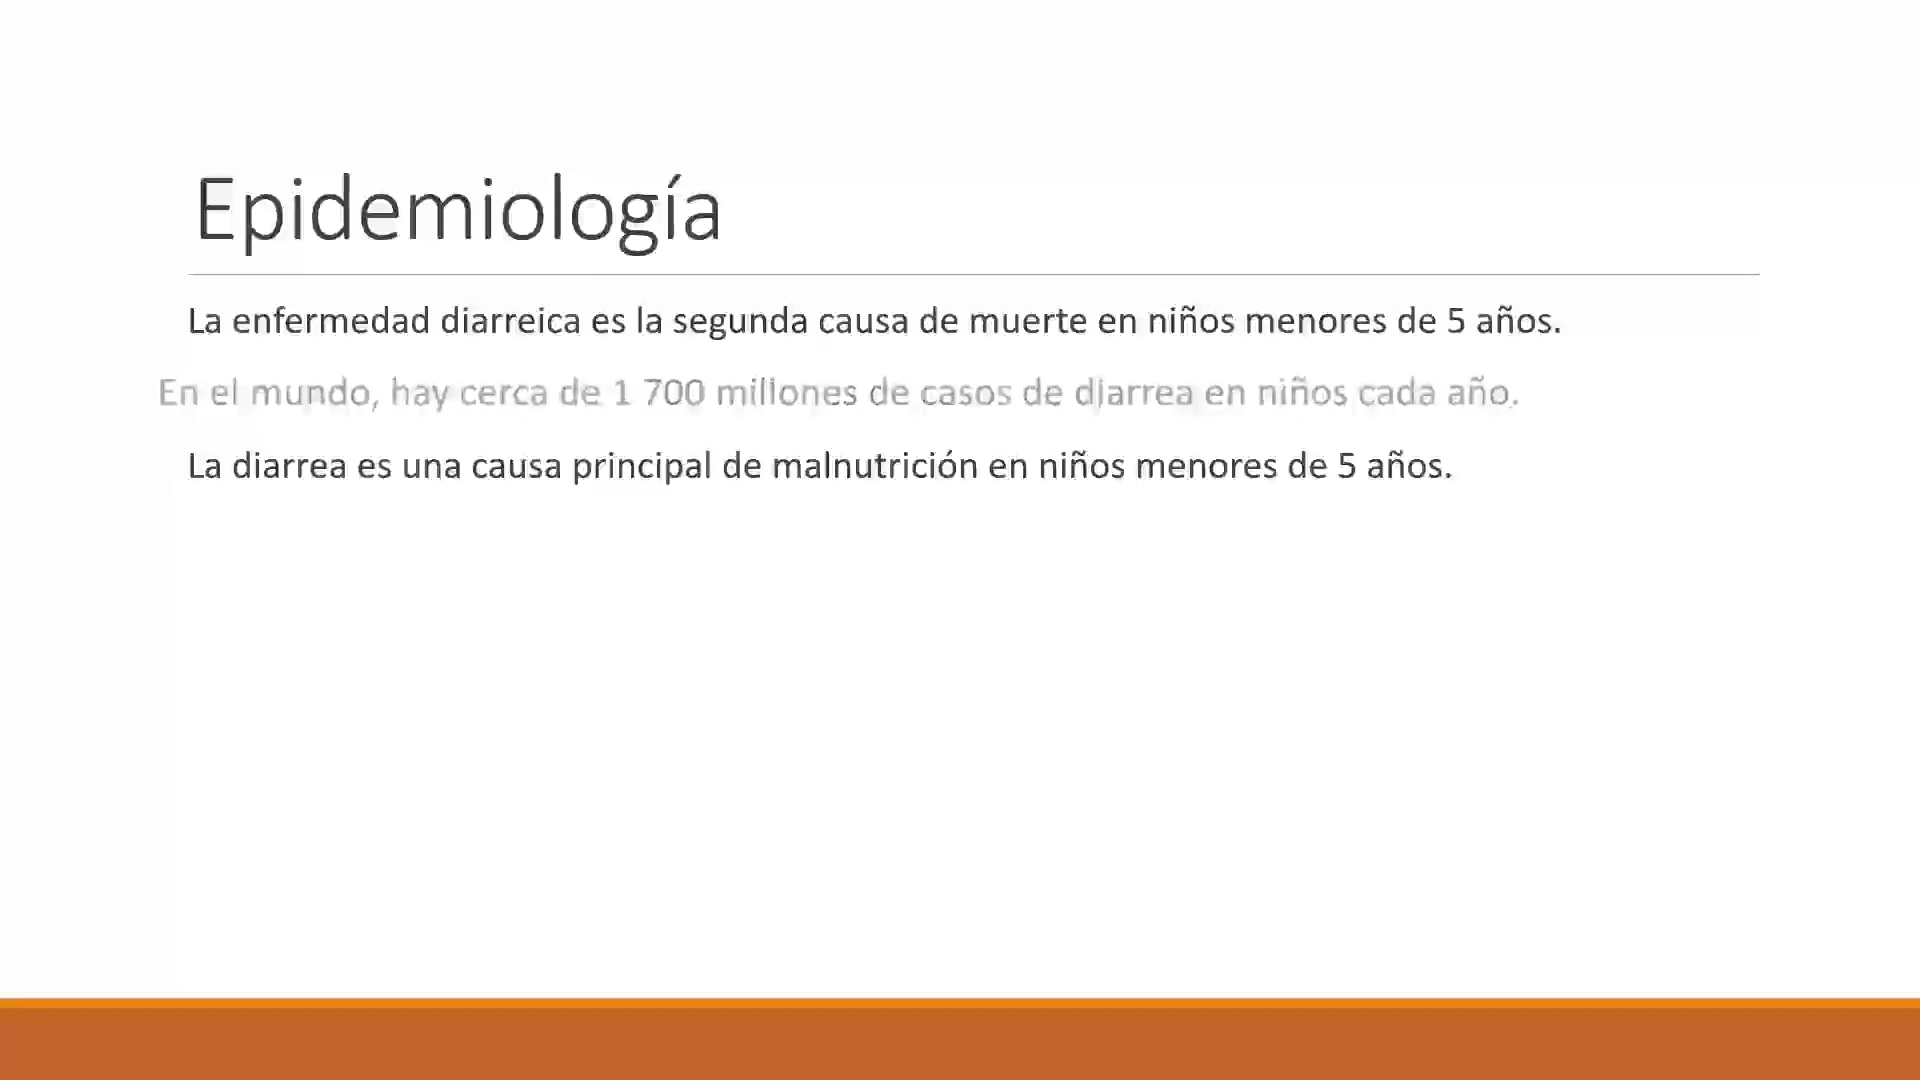 Epidemiología
La enfermedad diarreica es la segunda causa de muerte en niños menores de 5 años.
En el mundo, hay cerca de 1 700 millones de casos de diarrea en niños cada año.
La diarrea es una causa principal de malnutrición en niños menores de 5 años.